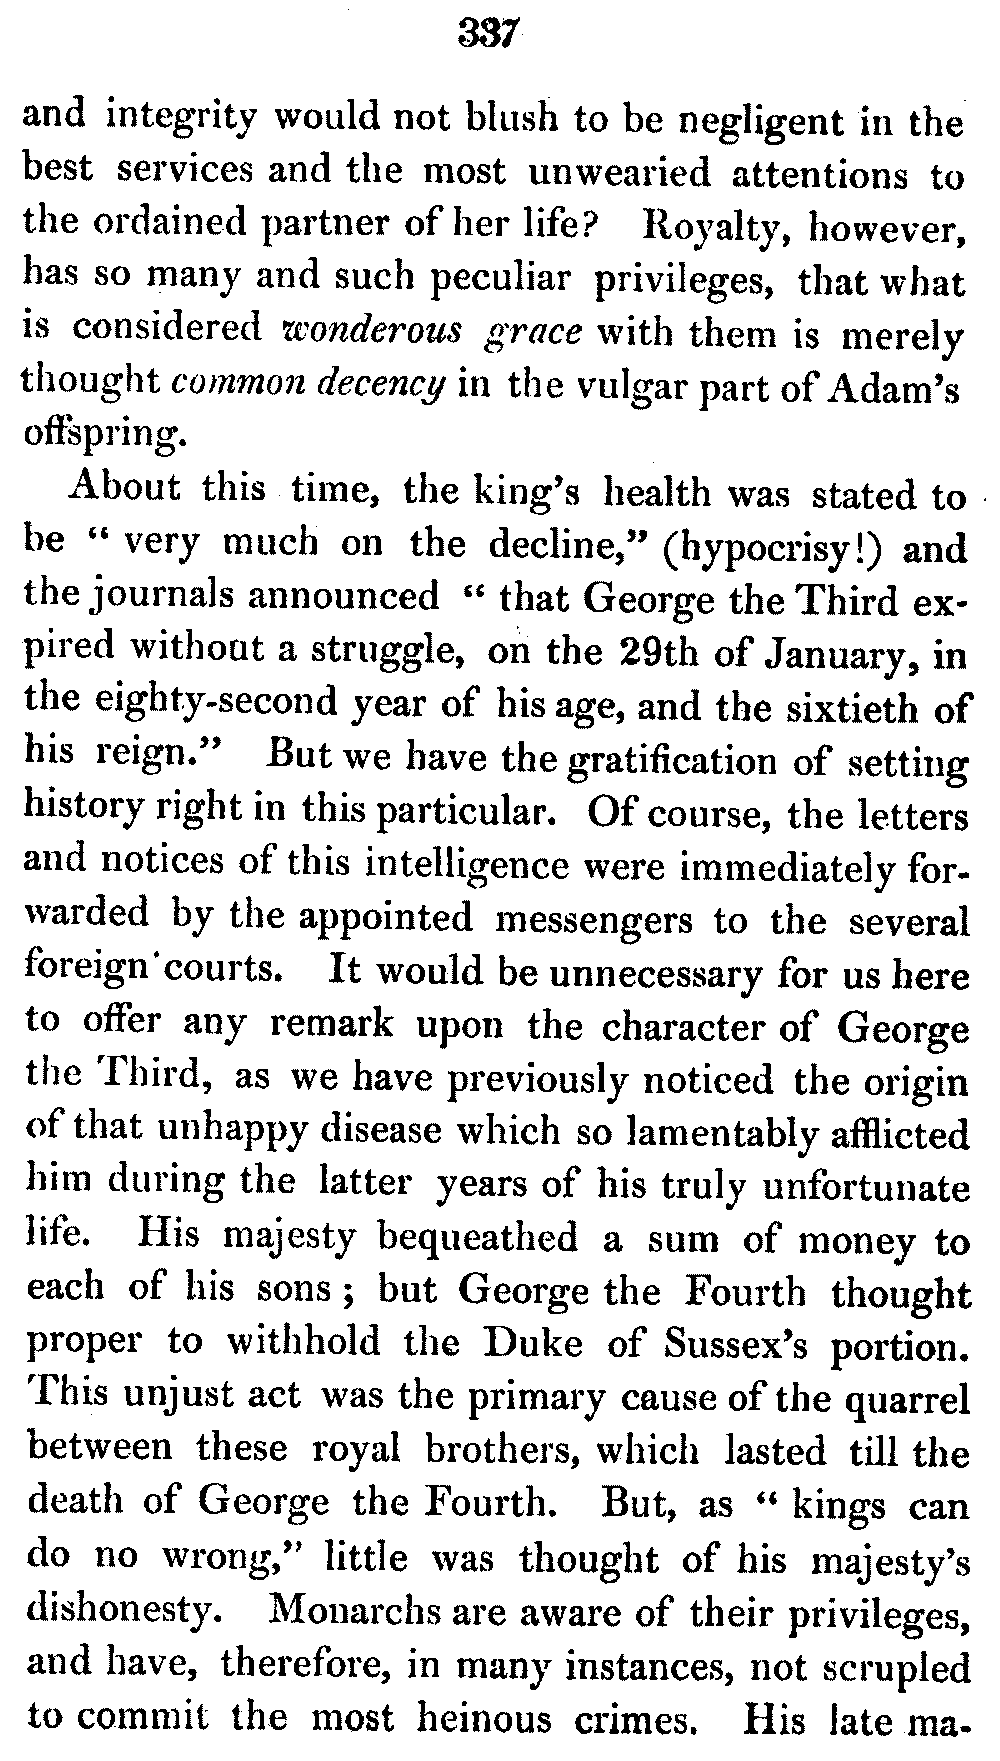 337
and integrity would not blush to be negligent in the
best services and the most unwearied attentions to
the ordained partner of her life? Royalty, however,
has so many and such peculiar privileges, that what
is considered wonderous grace with them is merely
thought common decency in the vulgar part of Adam's
offspring.
About this time, the king's health was stated to
be “ very much on the decline,” (hypocrisy!) and
the journals announced “ that George the Third ex-
pired without a struggle, on the 29th of January, in
the eighty-second year of his age, and the sixtieth of
his reign.” But we have the gratification of setting
history right in this particular. Of course, the letters
and notices of this intelligence were immediately for-
warded by the appointed messengers to the several
foreign courts. It would be unnecessary for us here
to offer any remark upon the character of George
the Third, as we have previously noticed the origin
of that unhappy disease which so lamentably afflicted
him during the latter years of his truly unfortunate
life. His majesty bequeathed a sum of money to
each of his sons ; but George the Fourth thought
proper to withhold the Duke of Sussex's portion.
This unjust act was the primary cause of the quarrel
between these royal brothers, which lasted till the
death of George the Fourth. But, as “ kings can
do no wrong,” little was thought of his majesty's
dishonesty. Monarchs are aware of their privileges,
and have, therefore, in many instances, not scrupled
to commit the most heinous crimes. His late ma-